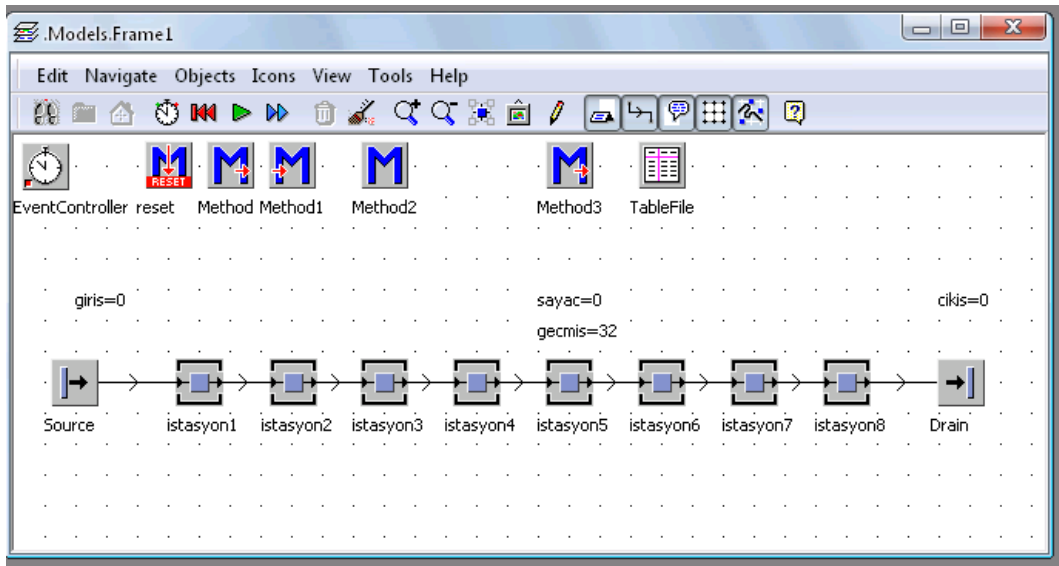 .Models.Frame1
Edit Navigate Objects Icons View Tools Help
RESET
EventController reset Method Method1 Method2 Method3 TableFile
giris=0 sayac=0 cikis=0
gecmis=32
Source istasyon1 istasyon2 istasyon3 istasyon4 istasyon5 istasyon6 istasyon7 istasyon8 Drain